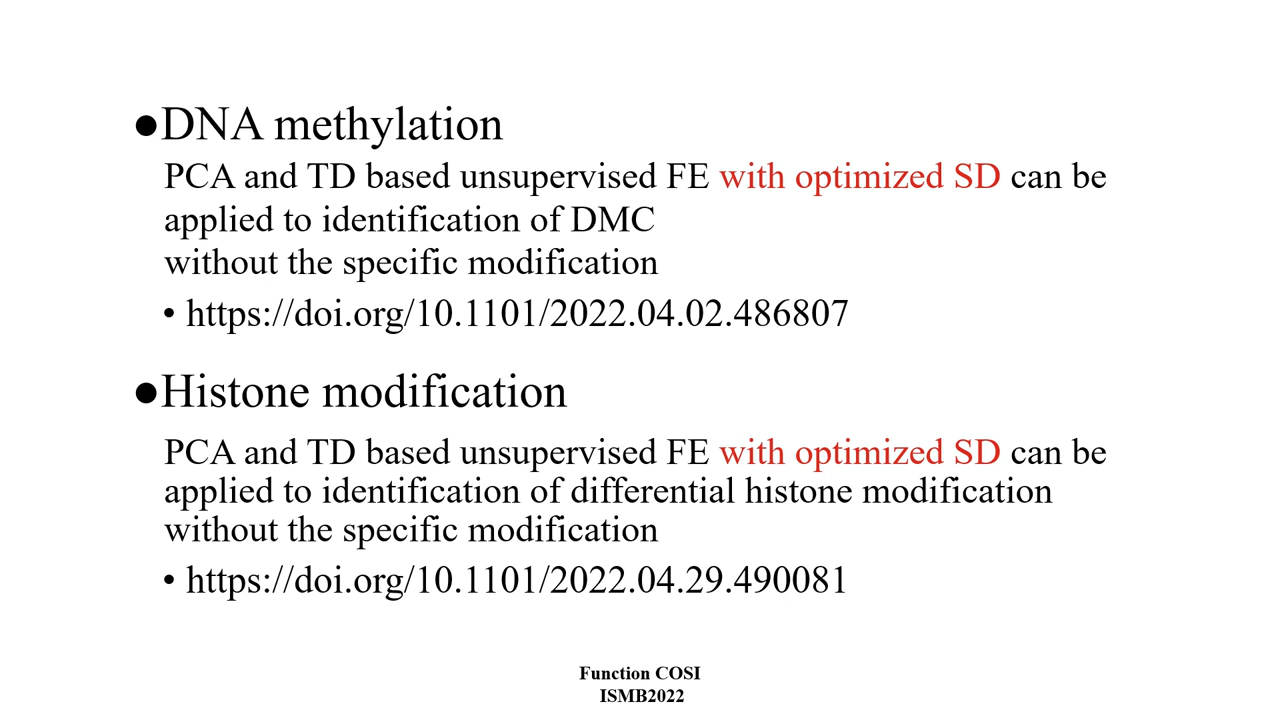 ●DNA methylation
PCA and TD based unsupervised FE with optimized SD can be
applied to identification of DMC
without the specific modification
• https://doi.org/10.1101/2022.04.02.486807
●Histone modification
PCA and TD based unsupervised FE with optimized SD can be
applied to identification of differential histone modification
without the specific modification
• https://doi.org/10.1101/2022.04.29.490081
Function COSI
ISMB2022